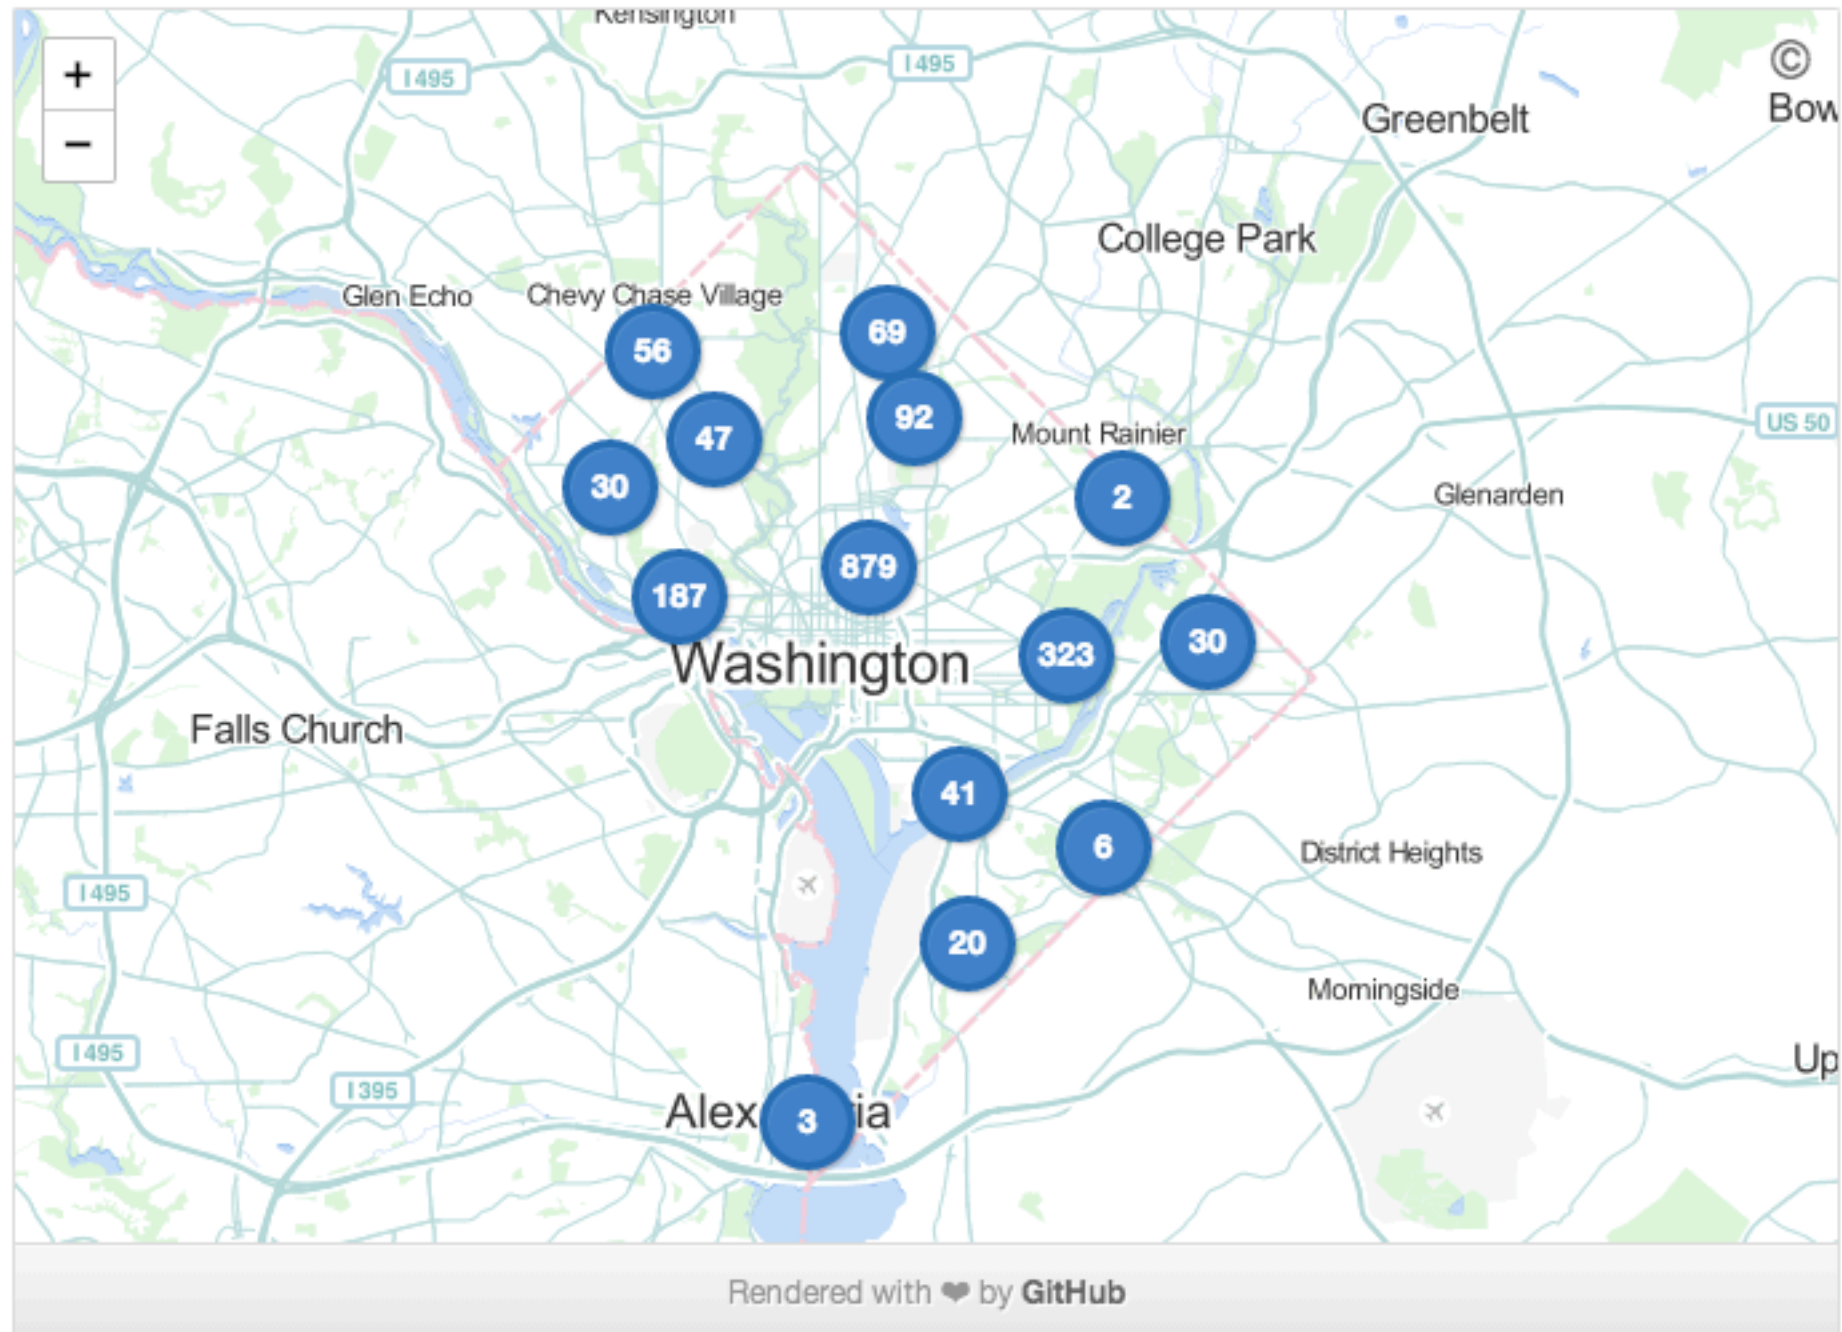 Kensington
+
I 495
I 495
©
−
Bow
Greenbelt
College Park
Glen Echo
Chevy Chase Village
69
56
92
US 50
47
Mount Rainier
30
2
Glenarden
879
187
30
323
Washington
Falls Church
41
6
District Heights
I 495
20
Morningside
I 495
Up
I 395
Alex
ia
3
Rendered with ❤ by GitHub